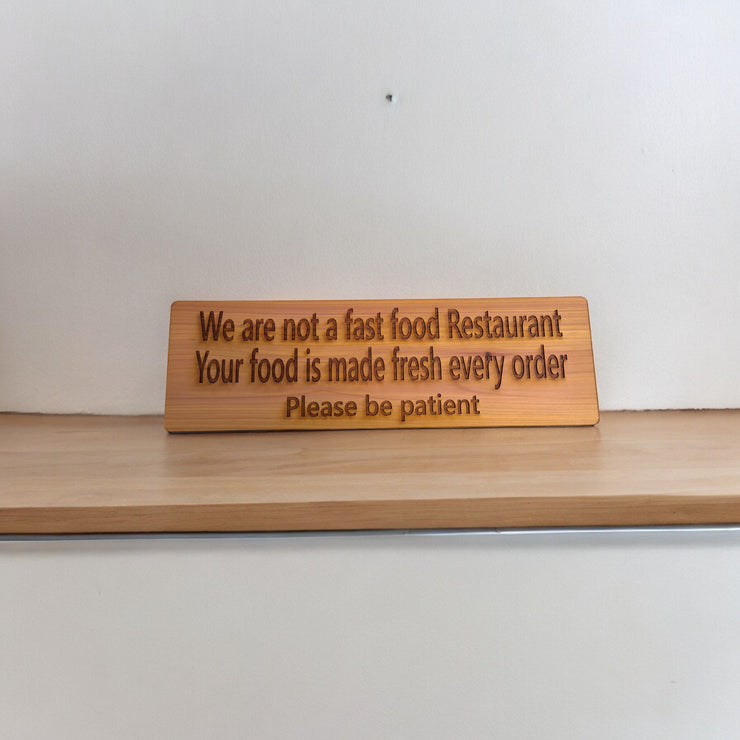 We are not a fast food Restaurant
Your food is made fresh every order
Please be patient